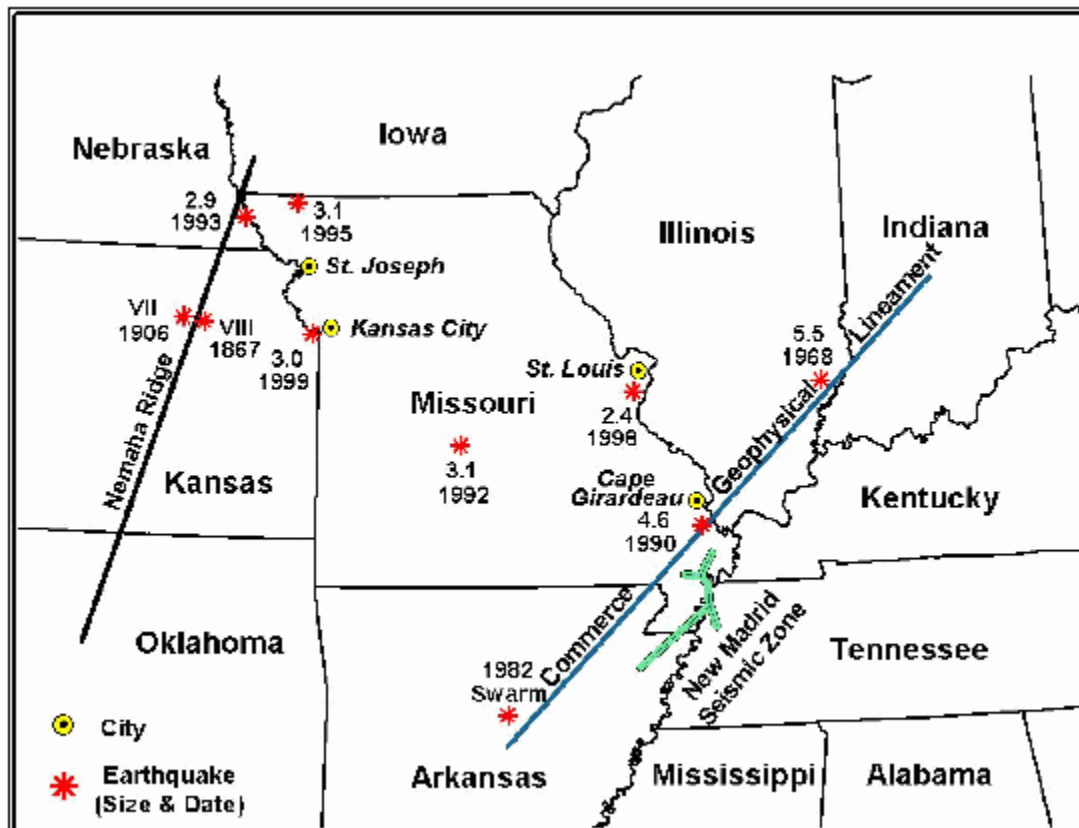 Iowa
Nebraska
2.9
1993
3.1
1995
Illinois
Indiana
St. Joseph
VII
1906
VIII
1867
Kansas City
3.0
1999
5.5
1968
St. Louis
Missouri
2.4
1998
Nemaha Ridge
Kansas
3.1
1992
Cape
Girardeau
4.6
1990
Kentucky
Commerce Geophysical Lineament
Oklahoma
New Madrid
Seismic Zone
Tennessee
1982
Swarm
City
Earthquake
(Size & Date)
Arkansas
Mississippi
Alabama